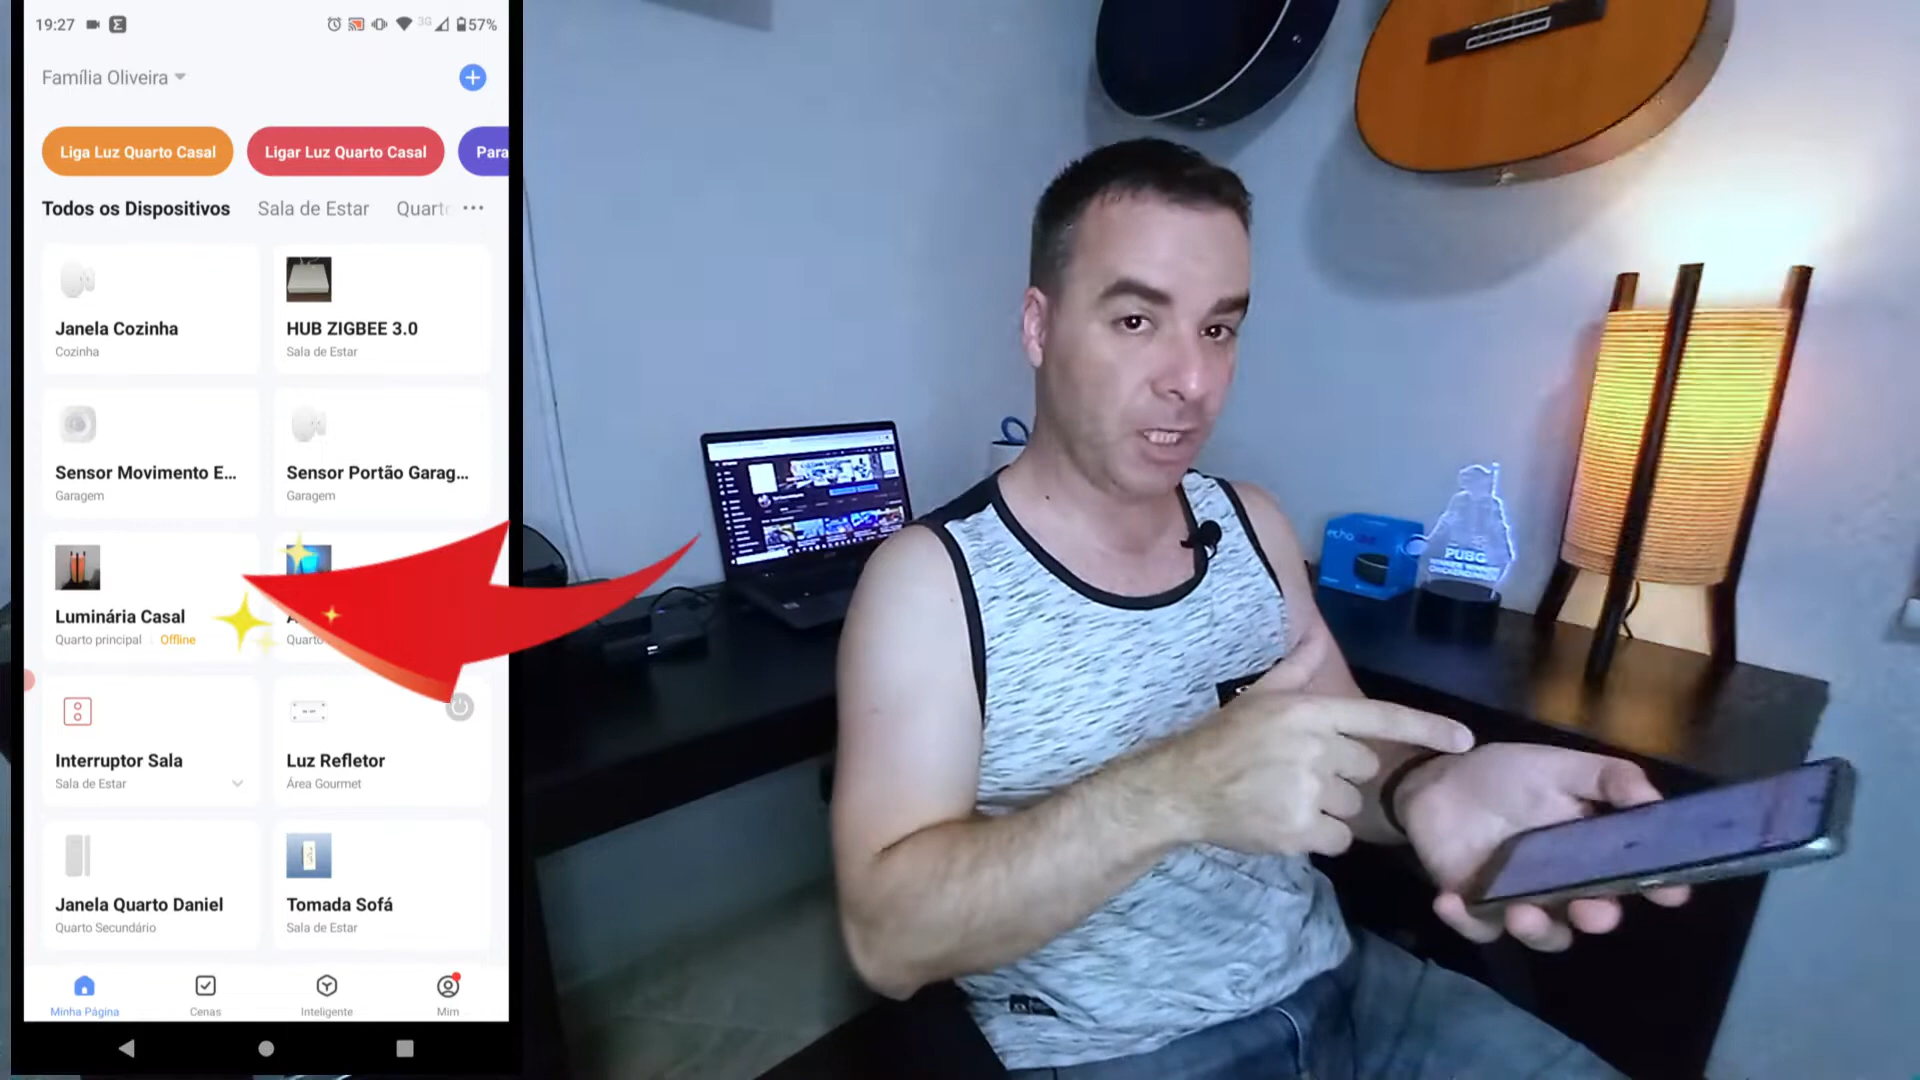 19:27
3G
57%
Família Oliveira
Liga Luz Quarto Casal
Ligar Luz Quarto Casal
Para
Todos os Dispositivos
Sala de Estar
Quarto
Janela Cozinha
Cozinha
HUB ZIGBEE 3.0
Sala de Estar
Sensor Movimento E...
Garagem
Sensor Portão Garag...
Garagem
Luminária Casal
Quarto principal
Offline
Quarto
Interruptor Sala
Sala de Estar
Luz Refletor
Área Gourmet
Janela Quarto Daniel
Quarto Secundário
Tomada Sofá
Sala de Estar
Minha Página
Cenas
Inteligente
Mim
echo
PUBG